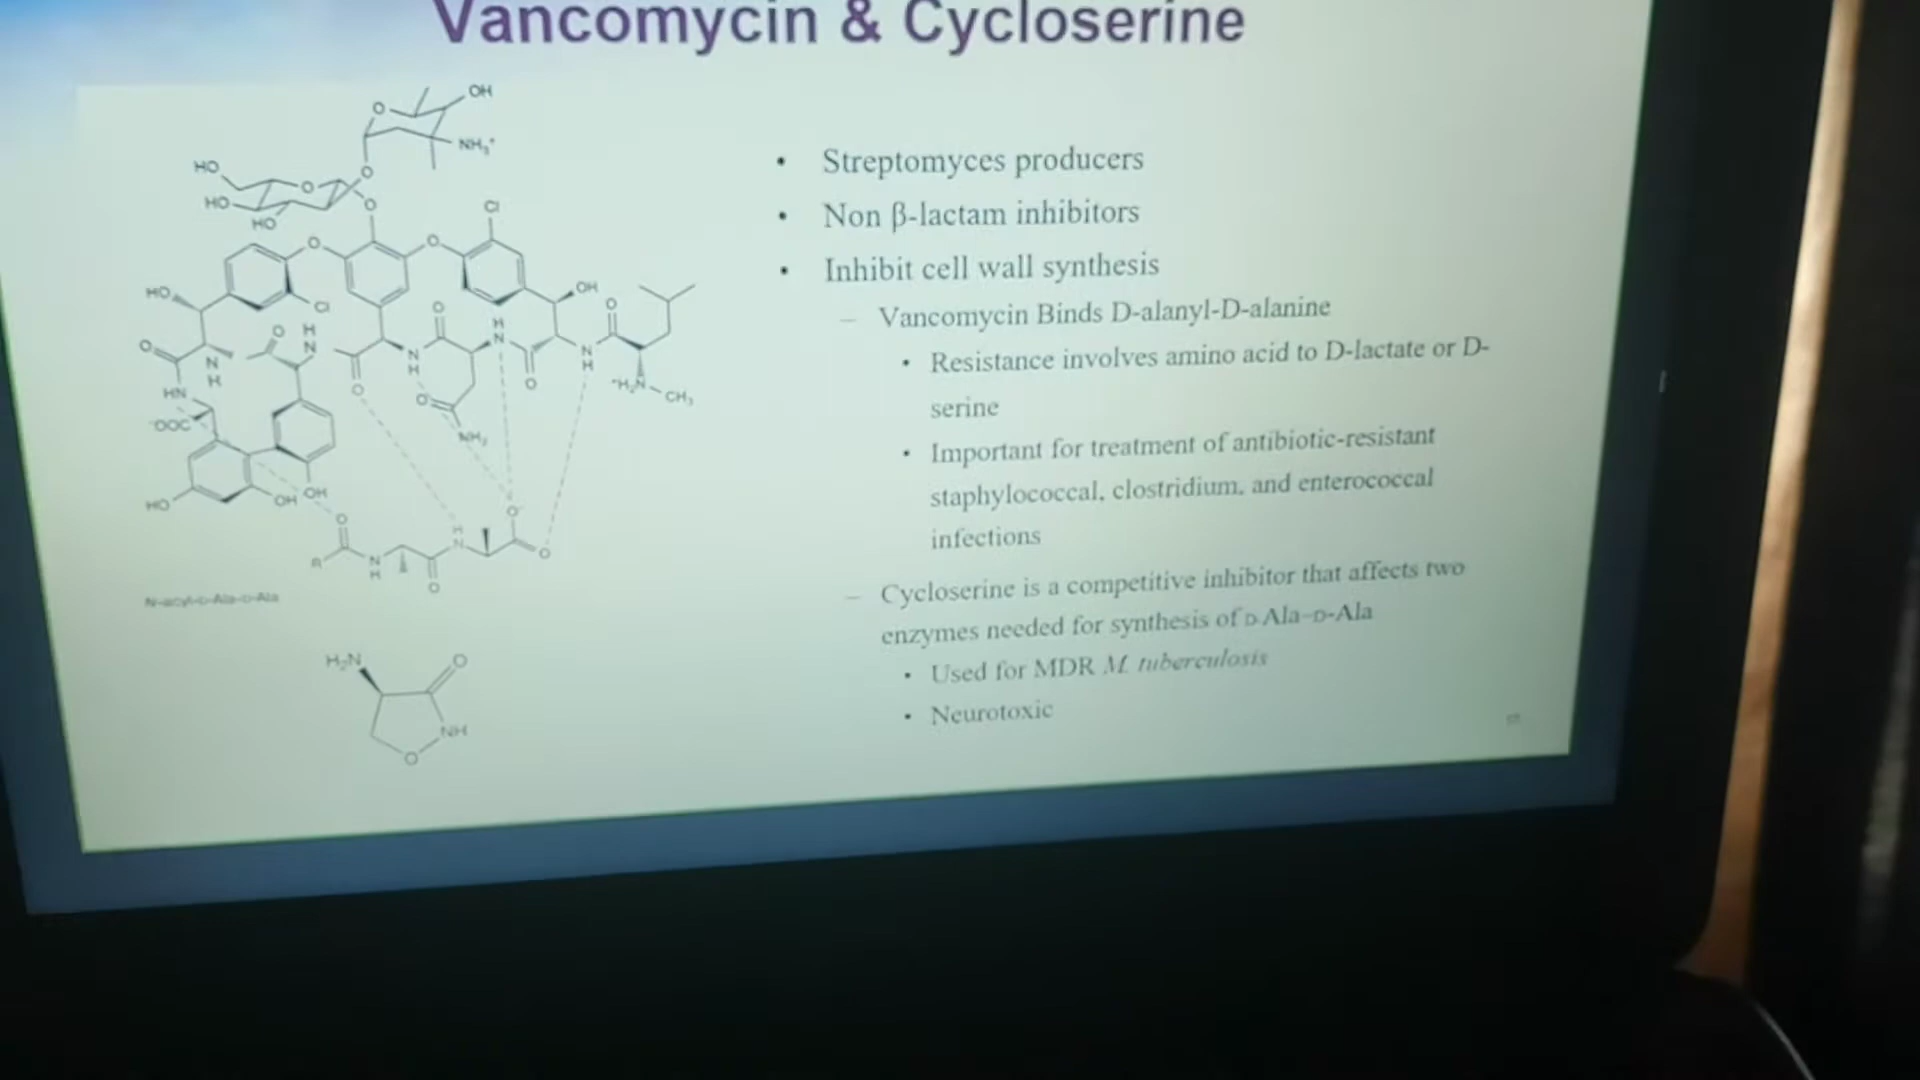 Vancomycin & Cycloserine
• Streptomyces producers
• Non β-lactam inhibitors
• Inhibit cell wall synthesis
– Vancomycin Binds D-alanyl-D-alanine
• Resistance involves amino acid to D-lactate or D-
serine
• Important for treatment of antibiotic-resistant
staphylococcal, clostridium, and enterococcal
infections
– Cycloserine is a competitive inhibitor that affects two
enzymes needed for synthesis of D-Ala–D-Ala
• Used for MDR M. tuberculosis
• Neurotoxic
OH
O
NH₃⁺
HO
O
O
HO
O
HO
Cl
O
O
HO
Cl
OH
O
O
O
H
N
O
H
N
N
H
O
N
H
O
N
H
O
⁺H₂N
CH₃
HN
⁻OOC
O
NH₂
HO
OH
OH
O
O⁻
H
N
O
R
N
H
O
N-acyl-D-Ala-D-Ala
H₂N
O
NH
O